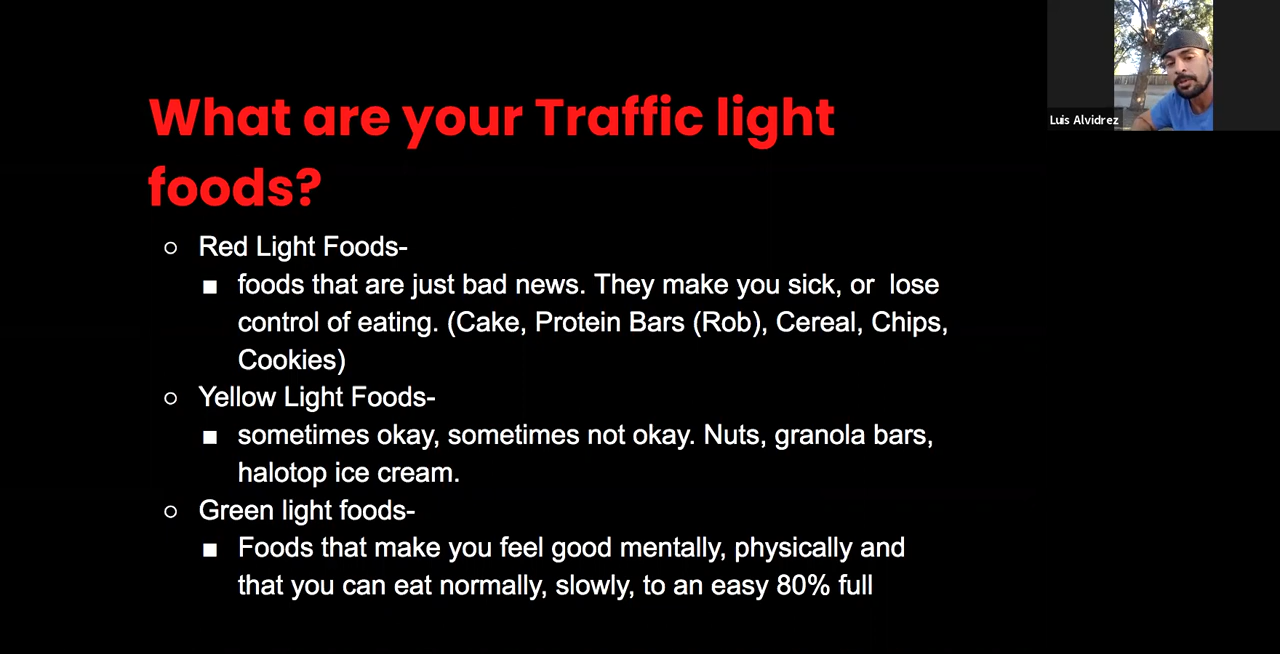 What are your Traffic light
foods?
Luis Alvidrez
Red Light Foods-
foods that are just bad news. They make you sick, or lose
control of eating. (Cake, Protein Bars (Rob), Cereal, Chips,
Cookies)
Yellow Light Foods-
sometimes okay, sometimes not okay. Nuts, granola bars,
halotop ice cream.
Green light foods-
Foods that make you feel good mentally, physically and
that you can eat normally, slowly, to an easy 80% full